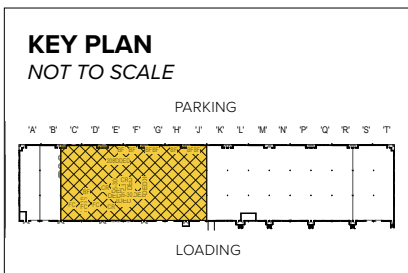 KEY PLAN
NOT TO SCALE
PARKING
'A' 'B' 'C' 'D' 'E' 'F' 'G' 'H' 'J' 'K' 'L' 'M' 'N' 'P' 'Q' 'R' 'S' 'T'
LOADING